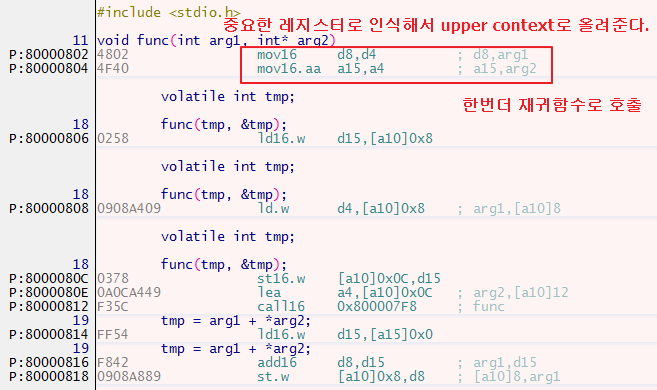 #include <stdio.h>
중요한 레지스터로 인식해서 upper context로 올려준다.
11 void func(int arg1, int* arg2)
P:80000802 4802 mov16 d8,d4 ; d8,arg1
P:80000804 4F40 mov16.aa a15,a4 ; a15,arg2
한번더 재귀함수로 호출
volatile int tmp;
18 func(tmp, &tmp);
P:80000806 0258 ld16.w d15,[a10]0x8
volatile int tmp;
18 func(tmp, &tmp);
P:80000808 0908A409 ld.w d4,[a10]0x8 ; arg1,[a10]8
volatile int tmp;
18 func(tmp, &tmp);
P:8000080C 0378 st16.w [a10]0x0C,d15
P:8000080E 0A0CA449 lea a4,[a10]0x0C ; arg2,[a10]12
P:80000812 F35C call16 0x800007F8 ; func
19 tmp = arg1 + *arg2;
P:80000814 FF54 ld16.w d15,[a15]0x0
19 tmp = arg1 + *arg2;
P:80000816 F842 add16 d8,d15 ; arg1,d15
P:80000818 0908A889 st.w [a10]0x8,d8 ; [a10]8,arg1